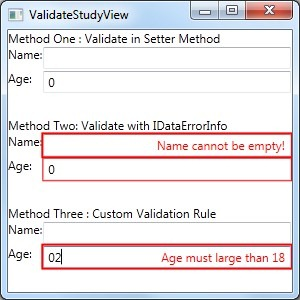 ValidateStudyView
Method One : Validate in Setter Method
Name:
Age: 0
Method Two: Validate with IDataErrorInfo
Name: Name cannot be empty!
Age: 0
Method Three : Custom Validation Rule
Name:
Age: 02 Age must large than 18